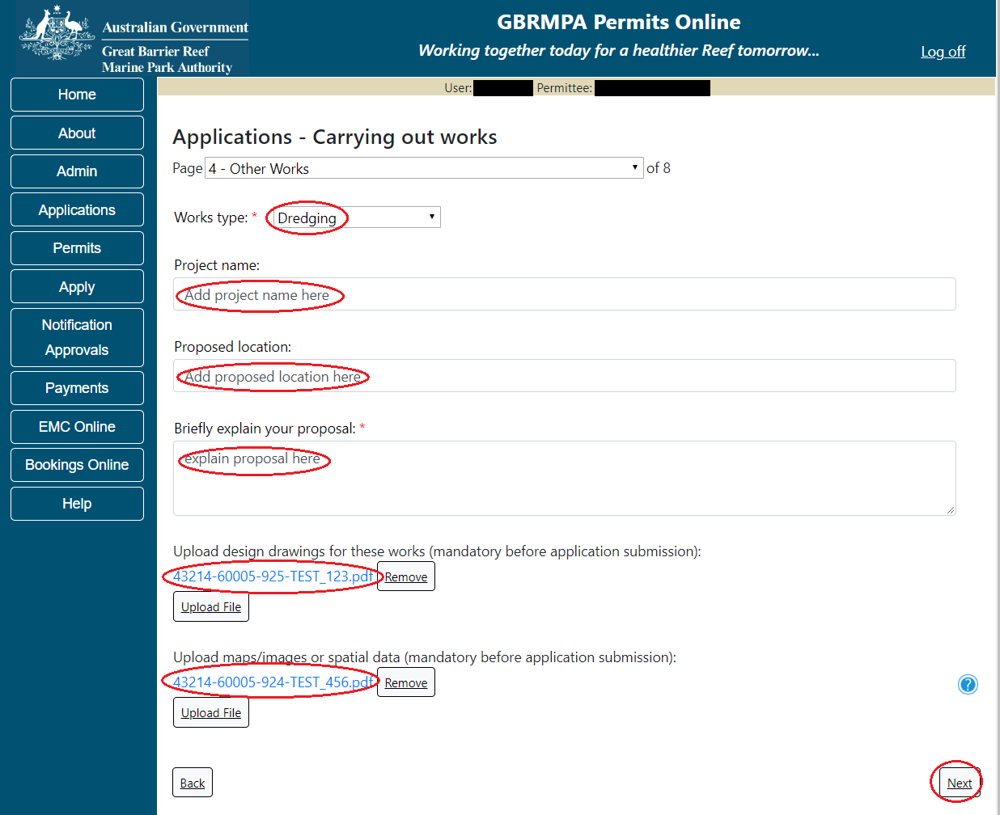 Australian Government
Great Barrier Reef
Marine Park Authority
GBRMPA Permits Online
Working together today for a healthier Reef tomorrow...
Log off
User: Permittee:
Home
About
Admin
Applications
Permits
Apply
Notification
Approvals
Payments
EMC Online
Bookings Online
Help
Applications - Carrying out works
Page 4 - Other Works of 8
Works type: * Dredging
Project name:
Add project name here
Proposed location:
Add proposed location here
Briefly explain your proposal: *
explain proposal here
Upload design drawings for these works (mandatory before application submission):
43214-60005-925-TEST_123.pdf Remove
Upload File
Upload maps/images or spatial data (mandatory before application submission):
43214-60005-924-TEST_456.pdf Remove
?
Upload File
Back
Next